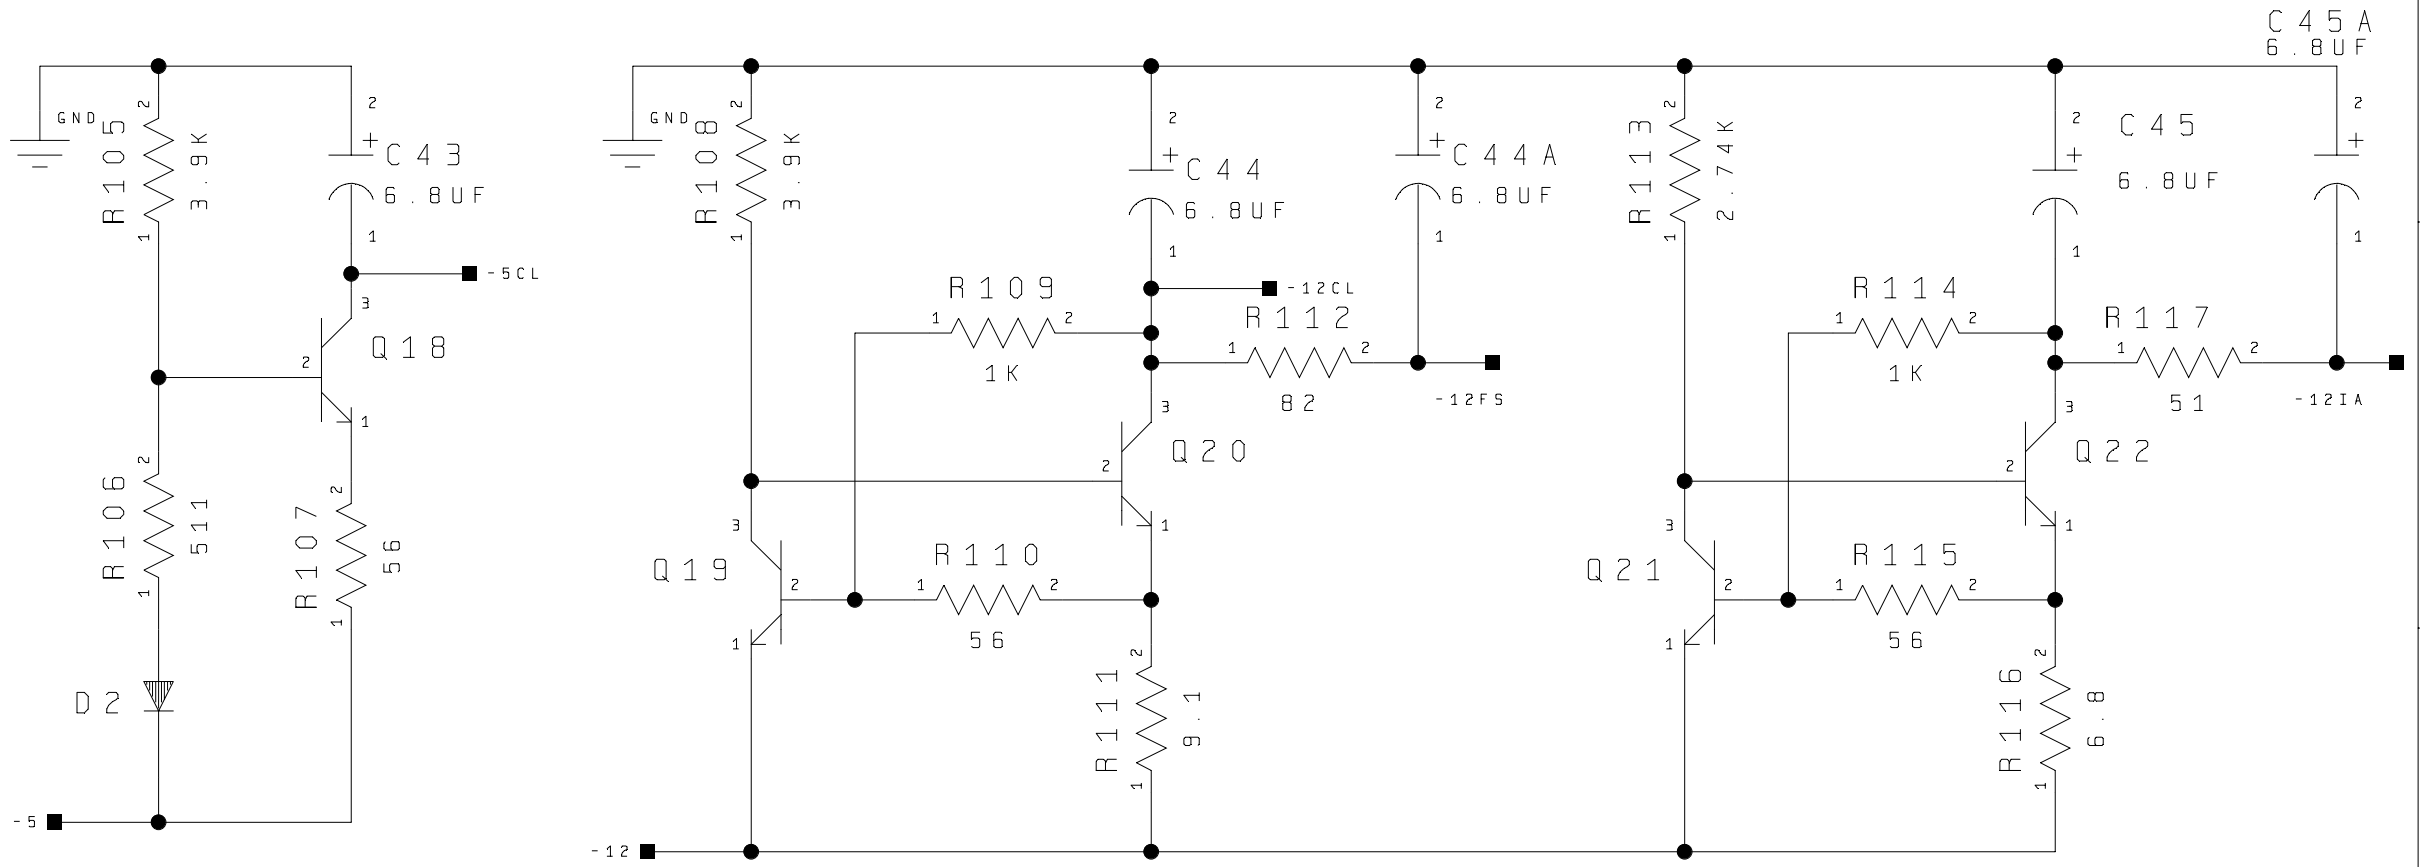 C45A
6.8UF
GND
R105
2
1
3.9K
2
+
C43
6.8UF
1
-5CL
3
Q18
2
1
R106
2
1
511
R107
2
1
56
D2
-5
GND
R108
2
1
3.9K
2
+
C44
6.8UF
1
2
+
C44A
6.8UF
1
-12CL
R109
1
2
1K
R112
1
2
82
-12FS
3
Q20
2
1
3
Q19
2
1
R110
1
2
56
R111
2
1
9.1
-12
R113
2
1
2.74K
2
+
C45
6.8UF
1
2
+
1
R114
1
2
1K
R117
1
2
51
-12IA
3
Q22
2
1
3
Q21
2
1
R115
1
2
56
R116
2
1
6.8